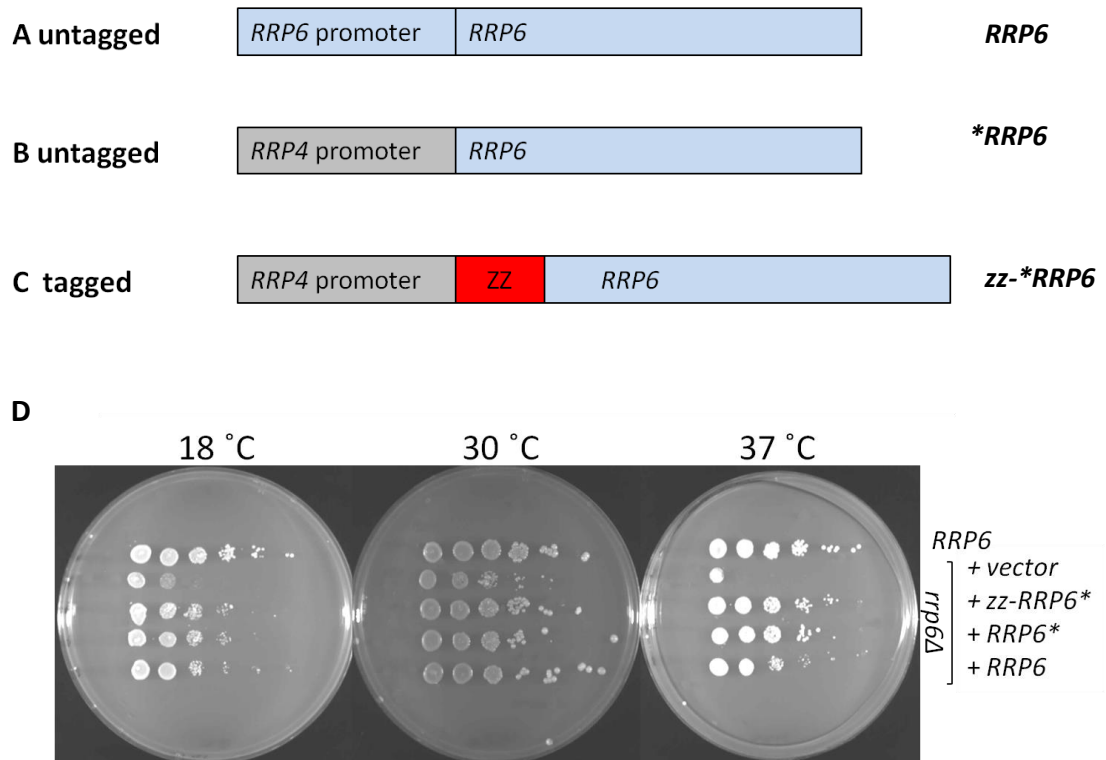 A untagged RRP6 promoter RRP6 RRP6
B untagged RRP4 promoter RRP6 *RRP6
C tagged RRP4 promoter ZZ RRP6 zz-*RRP6
D
18 ˚C 30 ˚C 37 ˚C
RRP6
rrp6∆
+ vector
+ zz-RRP6*
+ RRP6*
+ RRP6